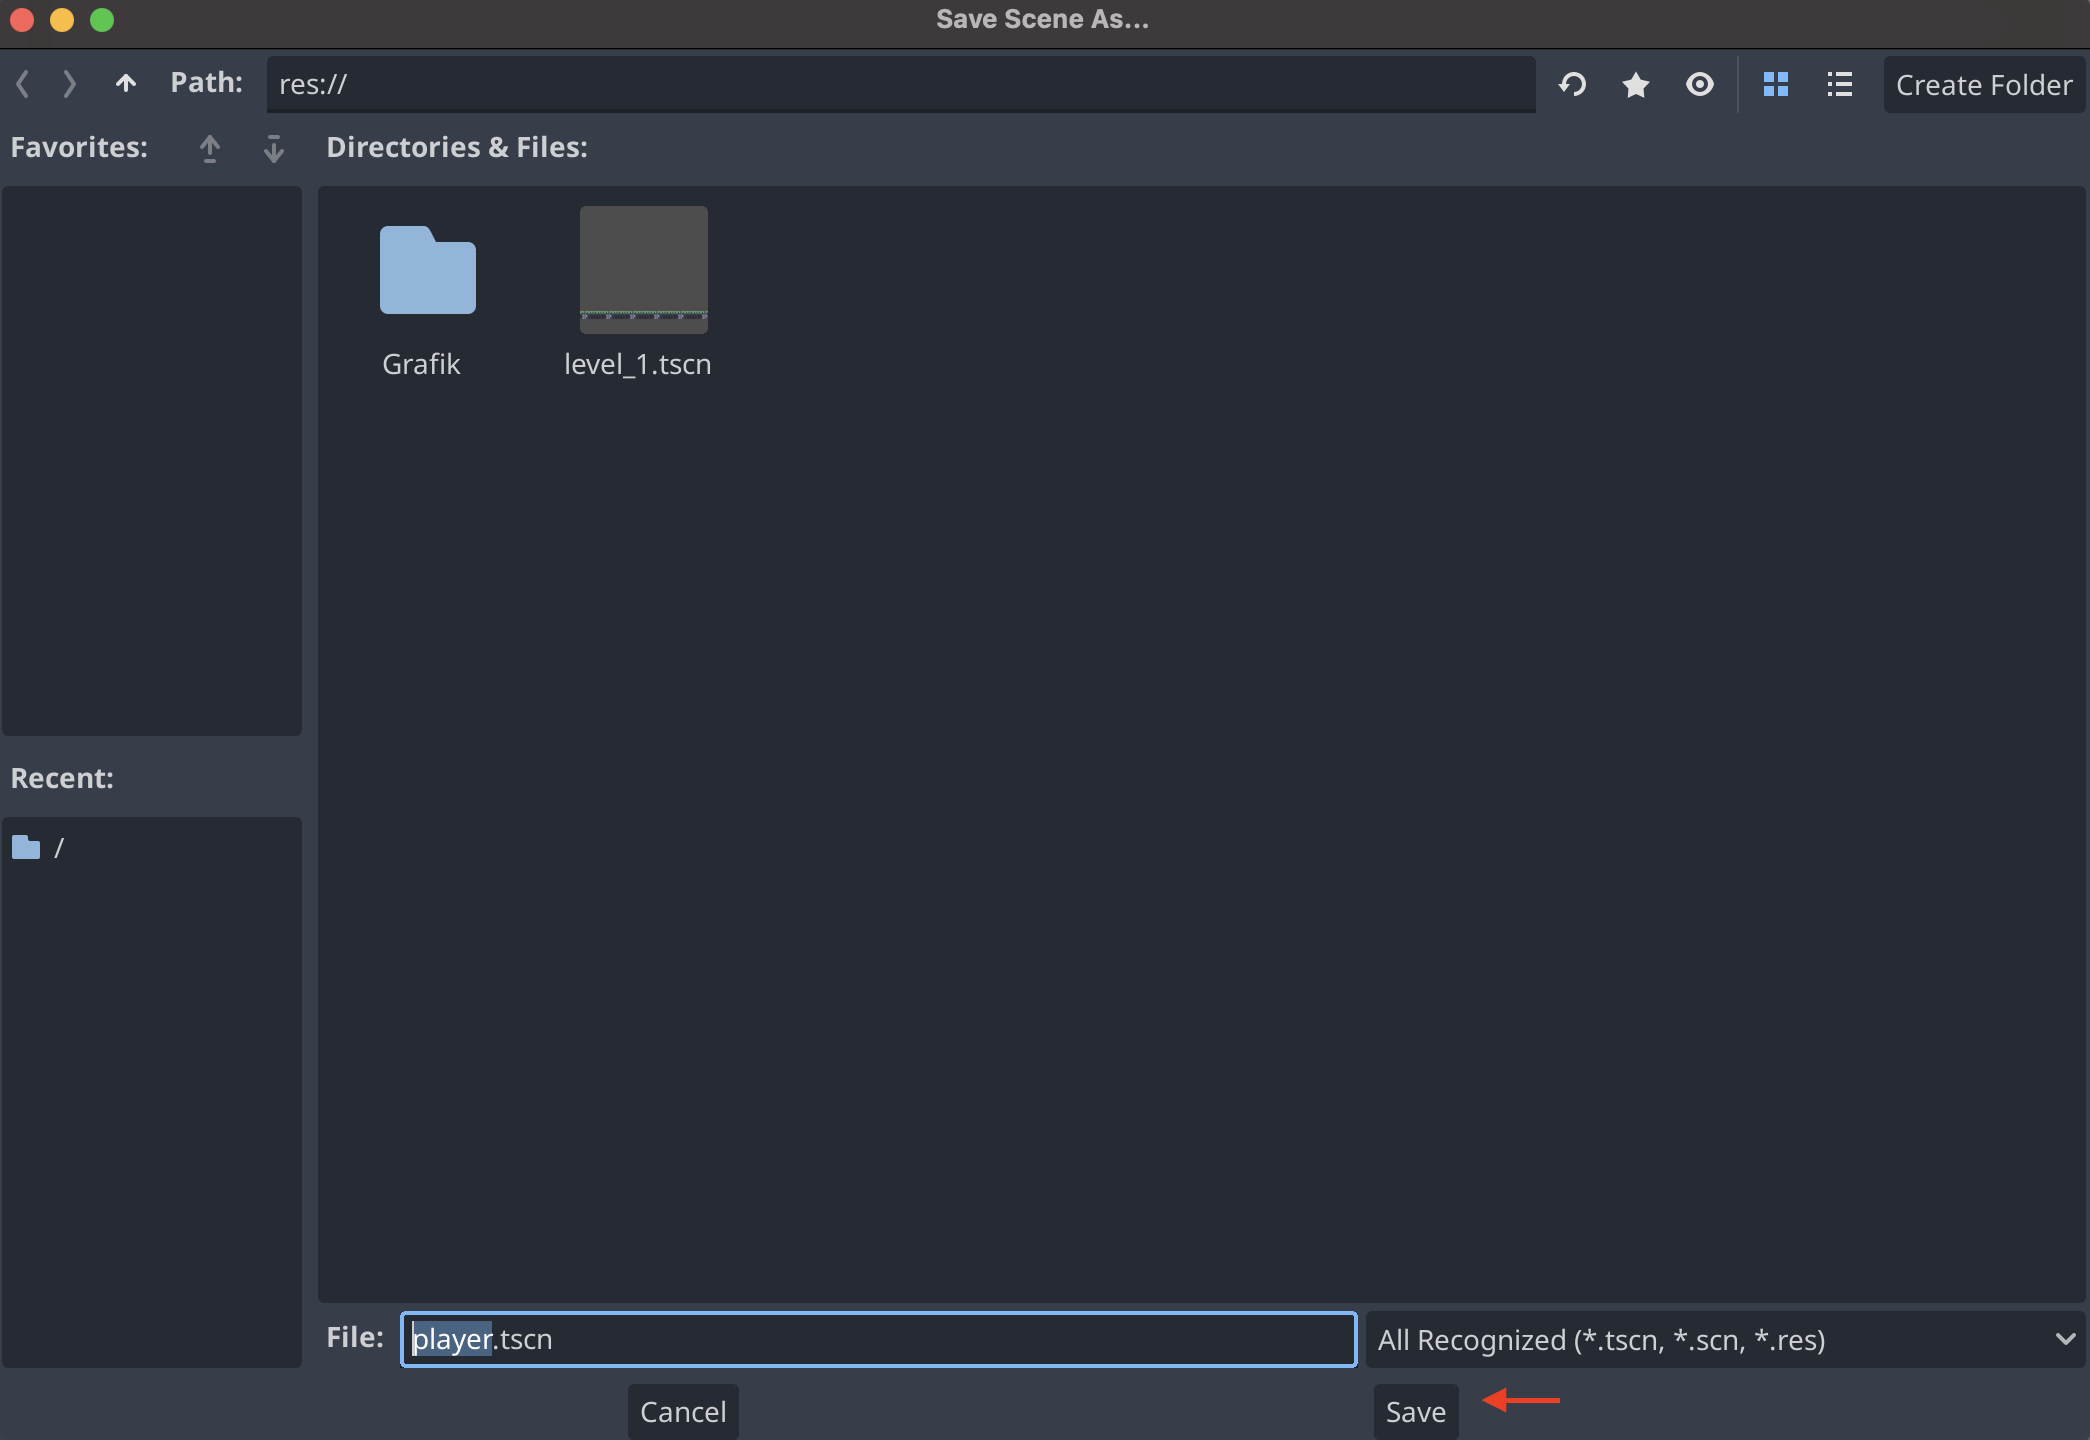 Save Scene As...
Path: res:// Create Folder
Favorites: Directories & Files:
Grafik level_1.tscn
Recent:
/
File: player.tscn All Recognized (*.tscn, *.scn, *.res)
Cancel Save